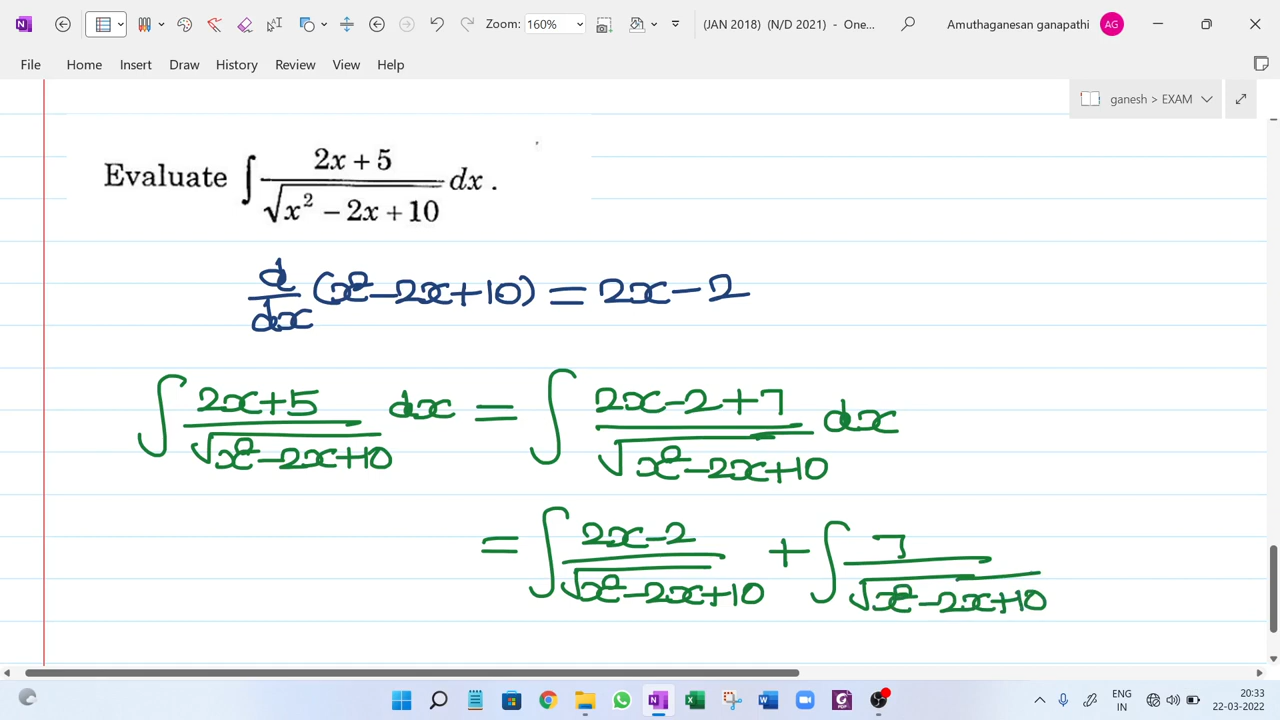 Zoom: 160% (JAN 2018) (N/D 2021) - One... Amuthaganesan ganapathi AG
File Home Insert Draw History Review View Help
ganesh > EXAM
Evaluate ∫ (2x + 5)/√(x² − 2x + 10) dx .
d/dx (x² − 2x + 10) = 2x − 2
∫ (2x+5)/√(x²−2x+10) dx = ∫ (2x−2+7)/√(x²−2x+10) dx
= ∫ (2x−2)/√(x²−2x+10) + ∫ 7/√(x²−2x+10)
ENG 20:33
IN 22-03-2022